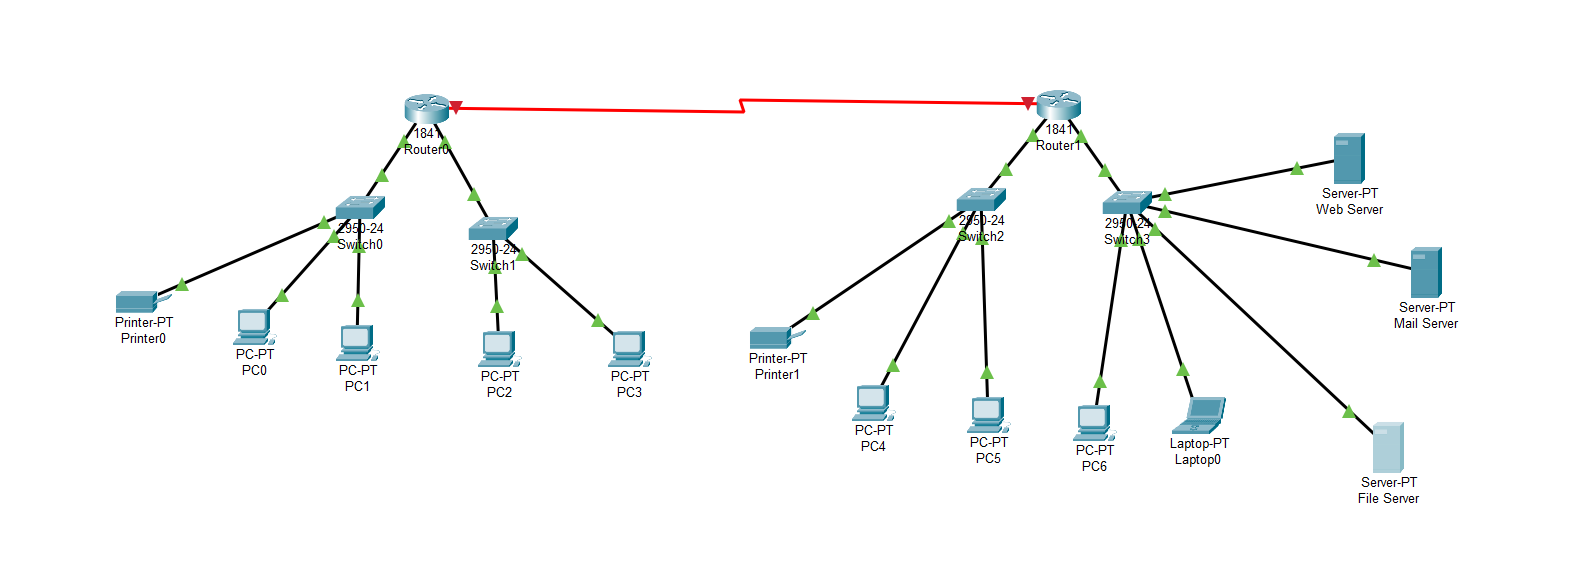 1841
Router0
1841
Router1
2950-24
Switch0
2950-24
Switch1
2950-24
Switch2
2950-24
Switch3
Server-PT
Web Server
Server-PT
Mail Server
Printer-PT
Printer0
PC-PT
PC0
PC-PT
PC1
PC-PT
PC2
PC-PT
PC3
Printer-PT
Printer1
PC-PT
PC4
PC-PT
PC5
PC-PT
PC6
Laptop-PT
Laptop0
Server-PT
File Server